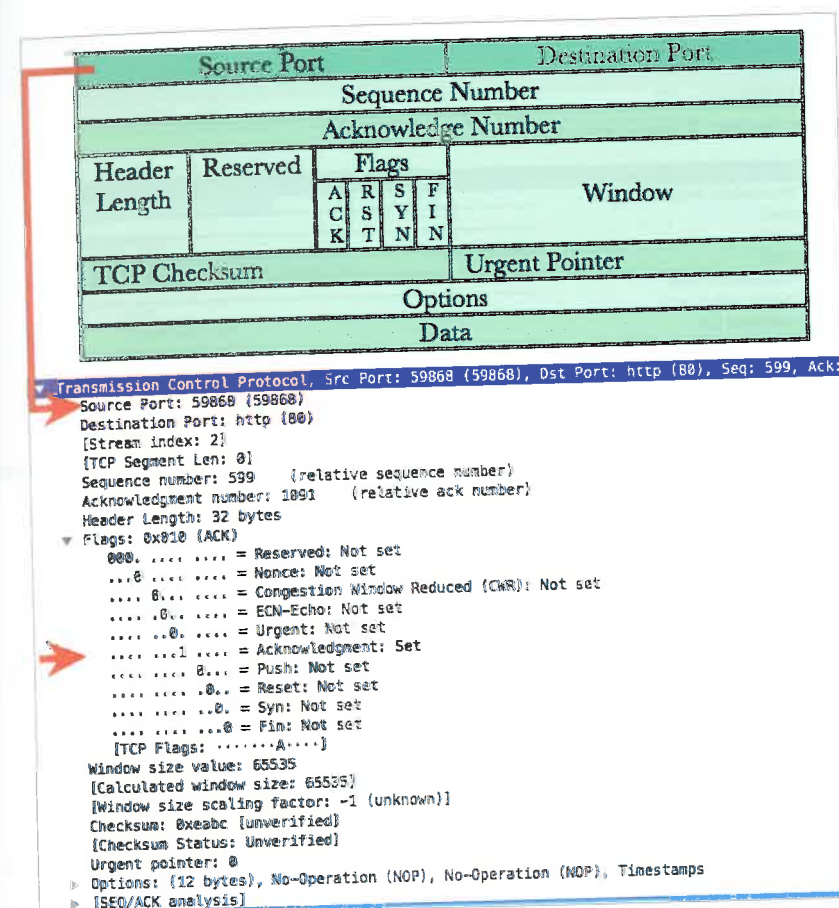 Source Port Destination Port
Sequence Number
Acknowledge Number
Header Length Reserved Flags Window
ACK RST SYN FIN
TCP Checksum Urgent Pointer
Options
Data
Transmission Control Protocol, Src Port: 59868 (59868), Dst Port: http (80), Seq: 599, Ack:
Source Port: 59868 (59868)
Destination Port: http (80)
[Stream index: 2]
[TCP Segment Len: 0]
Sequence number: 599 (relative sequence number)
Acknowledgment number: 1091 (relative ack number)
Header Length: 32 bytes
Flags: 0x010 (ACK)
000. .... .... = Reserved: Not set
...0 .... .... = Nonce: Not set
.... 0... .... = Congestion Window Reduced (CWR): Not set
.... .0.. .... = ECN-Echo: Not set
.... ..0. .... = Urgent: Not set
.... ...1 .... = Acknowledgment: Set
.... .... 0... = Push: Not set
.... .... .0.. = Reset: Not set
.... .... ..0. = Syn: Not set
.... .... ...0 = Fin: Not set
[TCP Flags: ·······A····]
Window size value: 65535
[Calculated window size: 65535]
[Window size scaling factor: -1 (unknown)]
Checksum: 0xeabc [unverified]
[Checksum Status: Unverified]
Urgent pointer: 0
Options: (12 bytes), No-Operation (NOP), No-Operation (NOP), Timestamps
[SEQ/ACK analysis]